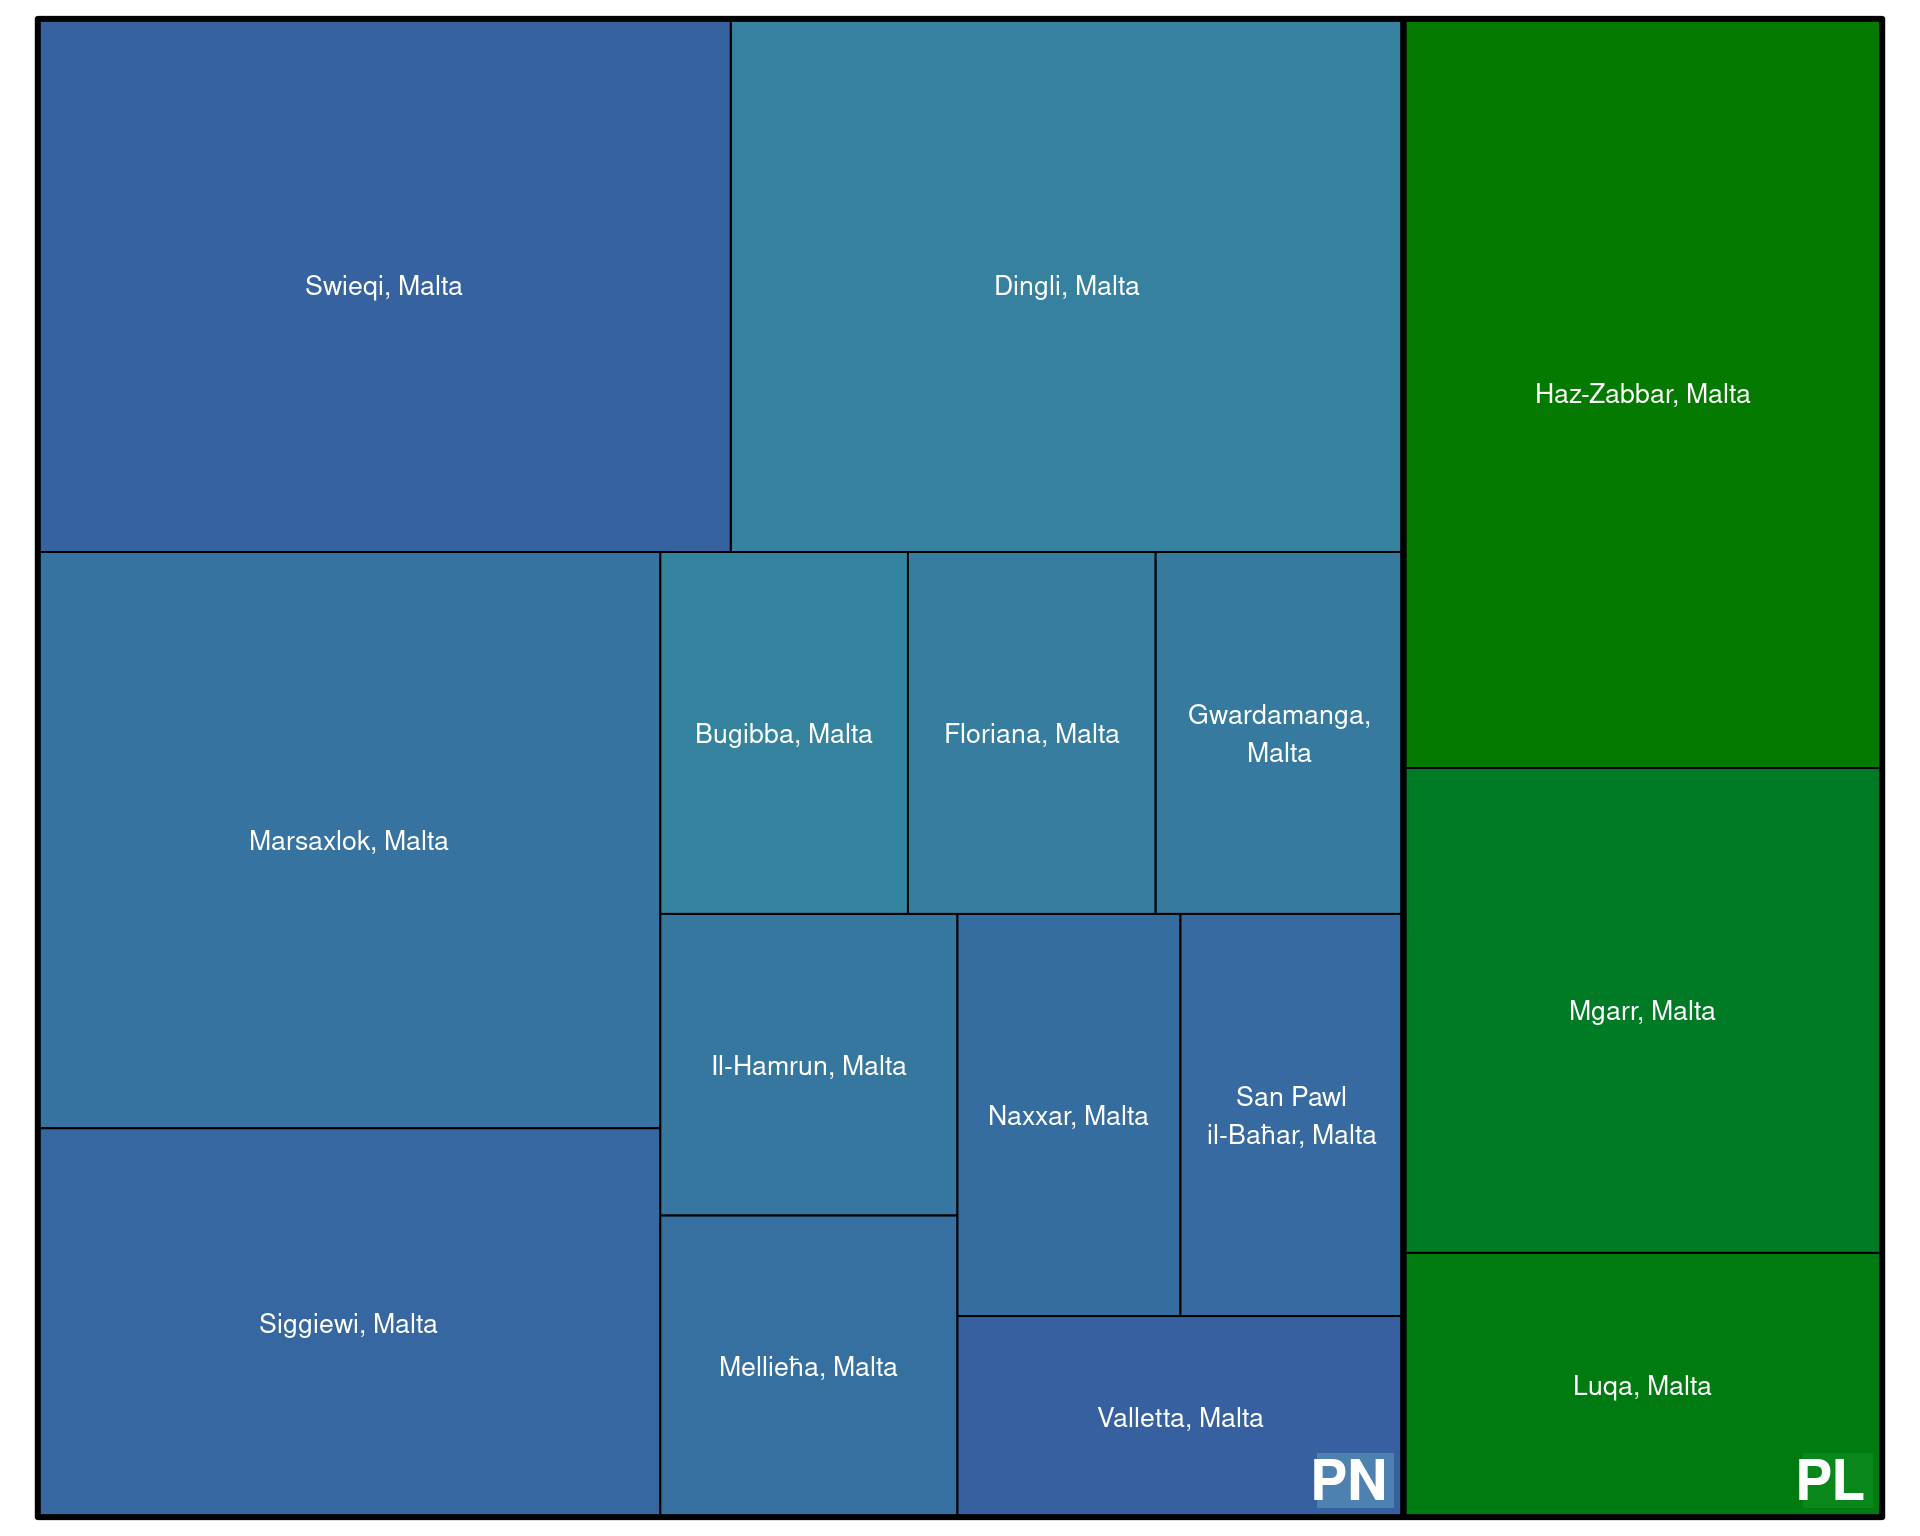 Swieqi, Malta
Dingli, Malta
Haz-Zabbar, Malta
Marsaxlok, Malta
Bugibba, Malta
Floriana, Malta
Gwardamanga,
Malta
Il-Hamrun, Malta
Naxxar, Malta
San Pawl
il-Baħar, Malta
Mgarr, Malta
Siggiewi, Malta
Mellieħa, Malta
Valletta, Malta
Luqa, Malta
PN
PL